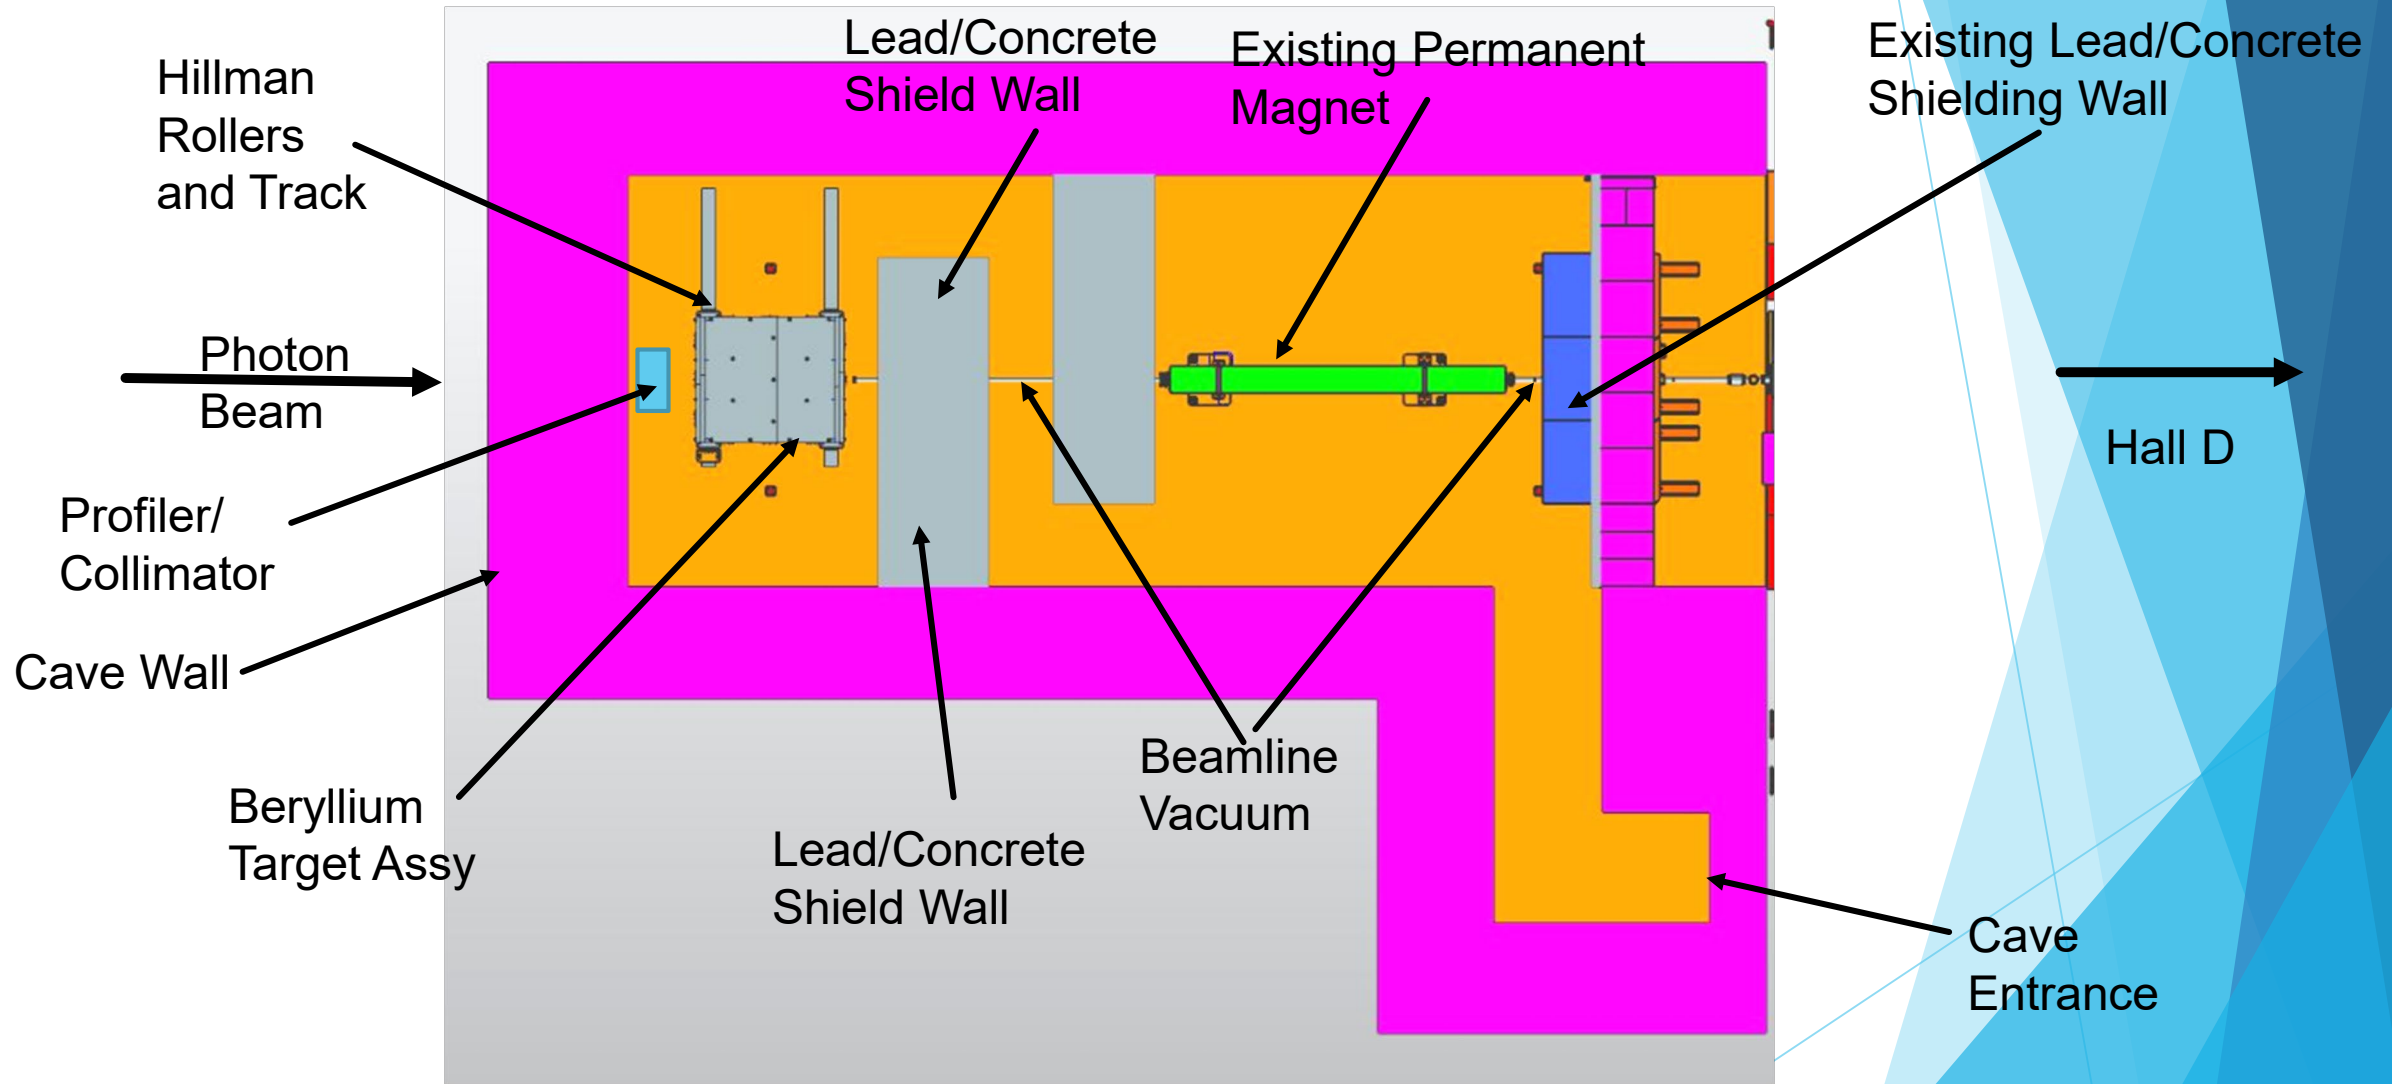 Lead/Concrete
Shield Wall
Existing Permanent
Magnet
Existing Lead/Concrete
Shielding Wall
Hillman
Rollers
and Track
Photon
Beam
Hall D
Profiler/
Collimator
Cave Wall
Beryllium
Target Assy
Lead/Concrete
Shield Wall
Beamline
Vacuum
Cave
Entrance